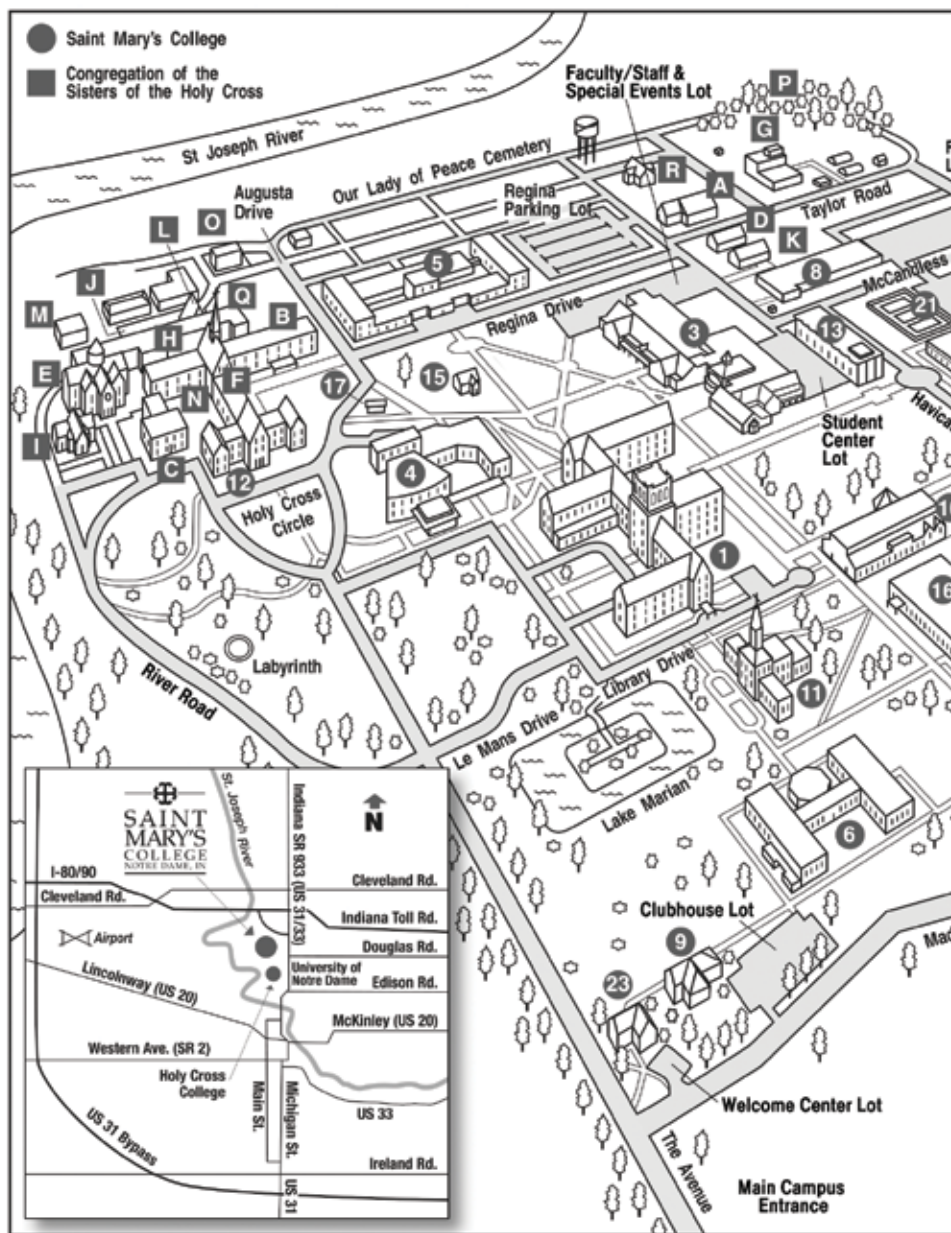 Saint Mary's College
Congregation of the
Sisters of the Holy Cross
St Joseph River
Faculty/Staff &
Special Events Lot
P
G
Our Lady of Peace Cemetery
R
A
Augusta
Drive
Regina
Parking Lot
Taylor Road
D
K
L
O
5
8
McCandless
J
Q
B
Regina Drive
21
M
H
3
13
E
F
17
15
N
Student
Center
Lot
Havica
I
C
12
4
Holy Cross
Circle
1
16
Labyrinth
River Road
Library Drive
11
Le Mans Drive
Lake Marian
6
Clubhouse Lot
9
23
Mad
Welcome Center Lot
The Avenue
Main Campus
Entrance
SAINT
MARY'S
COLLEGE
NOTRE DAME, IN
St. Joseph River
Indiana SR 933 (US 31/33)
N
I-80/90
Cleveland Rd.
Cleveland Rd.
Indiana Toll Rd.
Airport
Douglas Rd.
Lincolnway (US 20)
University of
Notre Dame
Edison Rd.
McKinley (US 20)
Western Ave. (SR 2)
Holy Cross
College
Main St.
Michigan St.
US 33
US 31 Bypass
Ireland Rd.
US 31